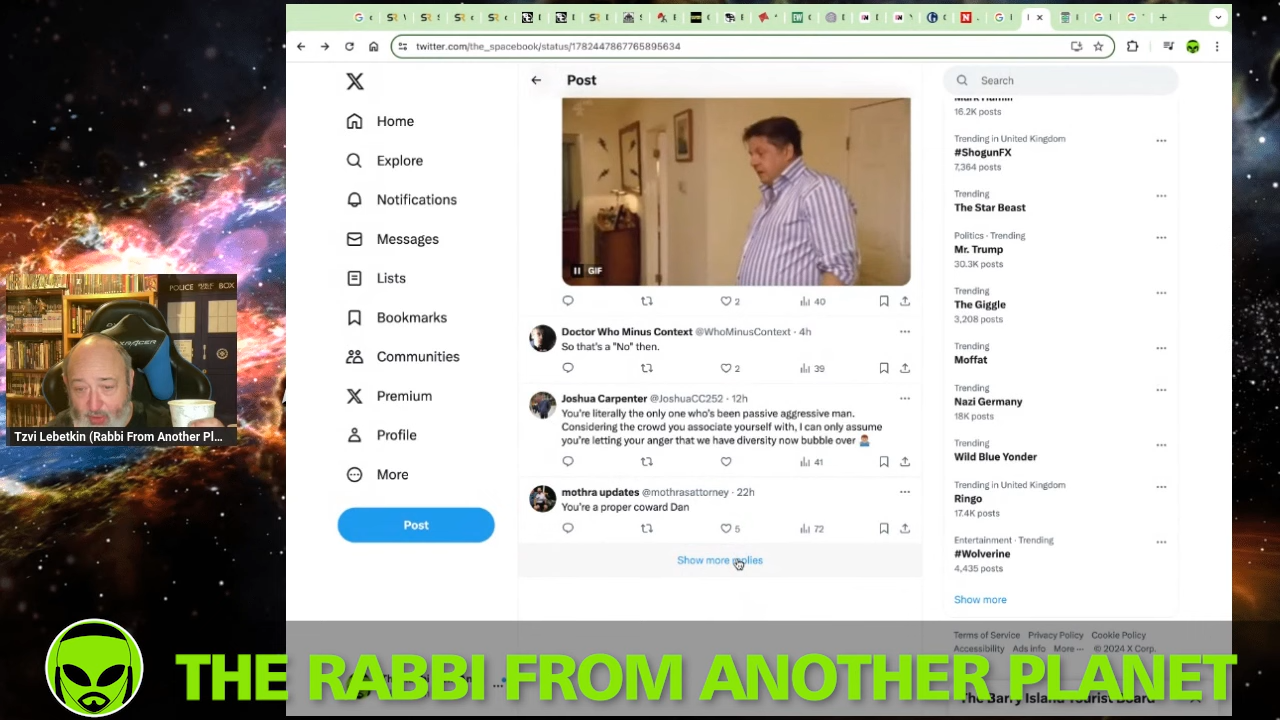 twitter.com/the_spacebook/status/1782447867765895634
Post
Search
Home
Explore
Notifications
Messages
Lists
Bookmarks
Communities
Premium
Profile
More
Post
GIF
2
40
Doctor Who Minus Context @WhoMinusContext · 4h
So that's a "No" then.
2
39
Joshua Carpenter @JoshuaCC252 · 12h
You're literally the only one who's been passive aggressive man.
Considering the crowd you associate yourself with, I can only assume
you're letting your anger that we have diversity now bubble over
41
mothra updates @mothrasattorney · 22h
You're a proper coward Dan
5
72
Show more replies
Mark Hamill
16.2K posts
Trending in United Kingdom
#ShogunFX
7,364 posts
Trending
The Star Beast
Politics · Trending
Mr. Trump
30.3K posts
Trending
The Giggle
3,208 posts
Trending
Moffat
Trending
Nazi Germany
18K posts
Trending
Wild Blue Yonder
Trending in United Kingdom
Ringo
17.4K posts
Entertainment · Trending
#Wolverine
4,435 posts
Show more
Terms of Service Privacy Policy Cookie Policy
Accessibility Ads info More ··· © 2024 X Corp.
POLICE BOX
DXRACER
Tzvi Lebetkin (Rabbi From Another Pl...
THE RABBI FROM ANOTHER PLANET
The Barry Island Tourist Board